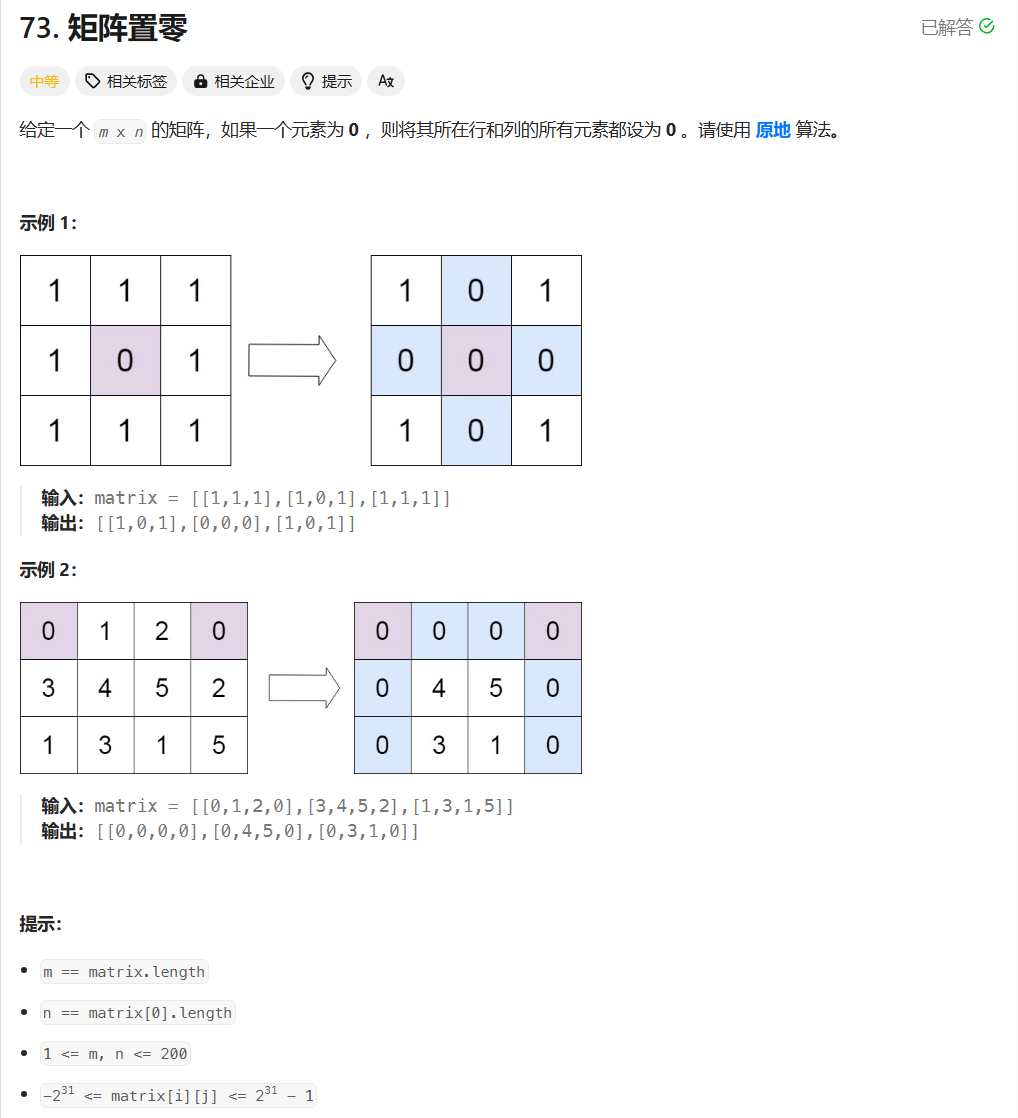 73. 矩阵置零
已解答
中等 相关标签 相关企业 提示 Aあ
给定一个 m x n 的矩阵，如果一个元素为 0 ，则将其所在行和列的所有元素都设为 0 。请使用 原地 算法。
示例 1：
1 1 1 1 0 1
1 0 1 0 0 0
1 1 1 1 0 1
输入：matrix = [[1,1,1],[1,0,1],[1,1,1]]
输出：[[1,0,1],[0,0,0],[1,0,1]]
示例 2：
0 1 2 0 0 0 0 0
3 4 5 2 0 4 5 0
1 3 1 5 0 3 1 0
输入：matrix = [[0,1,2,0],[3,4,5,2],[1,3,1,5]]
输出：[[0,0,0,0],[0,4,5,0],[0,3,1,0]]
提示：
m == matrix.length
n == matrix[0].length
1 <= m, n <= 200
-2³¹ <= matrix[i][j] <= 2³¹ - 1